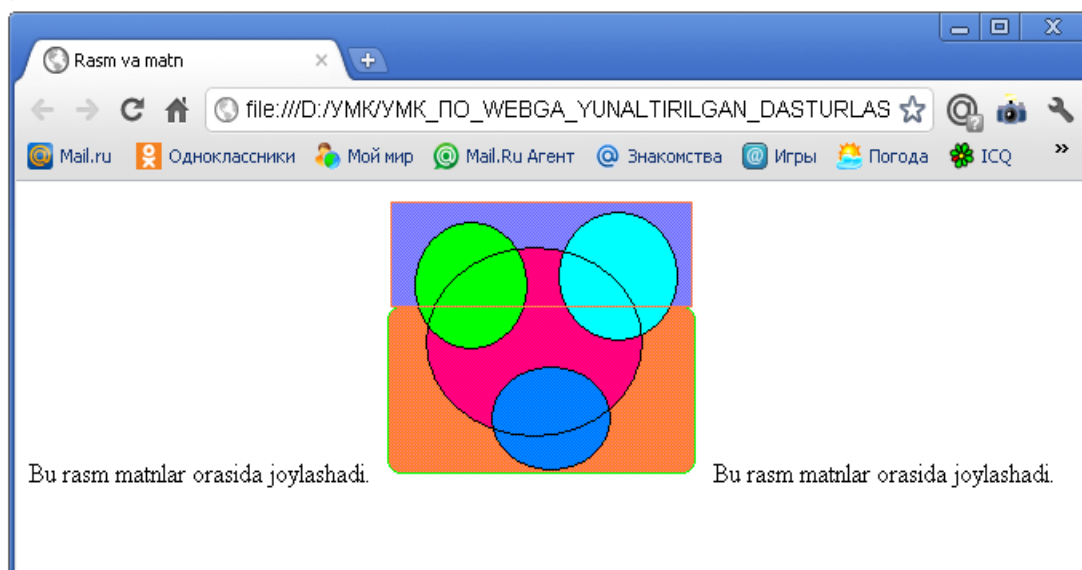 Rasm va matn
file:///D:/УМК/УМК_ПО_WEBGA_YUNALTIRILGAN_DASTURLAS
Mail.ru Одноклассники Мой мир Mail.Ru Агент Знакомства Игры Погода ICQ »
Bu rasm matnlar orasida joylashadi. Bu rasm matnlar orasida joylashadi.